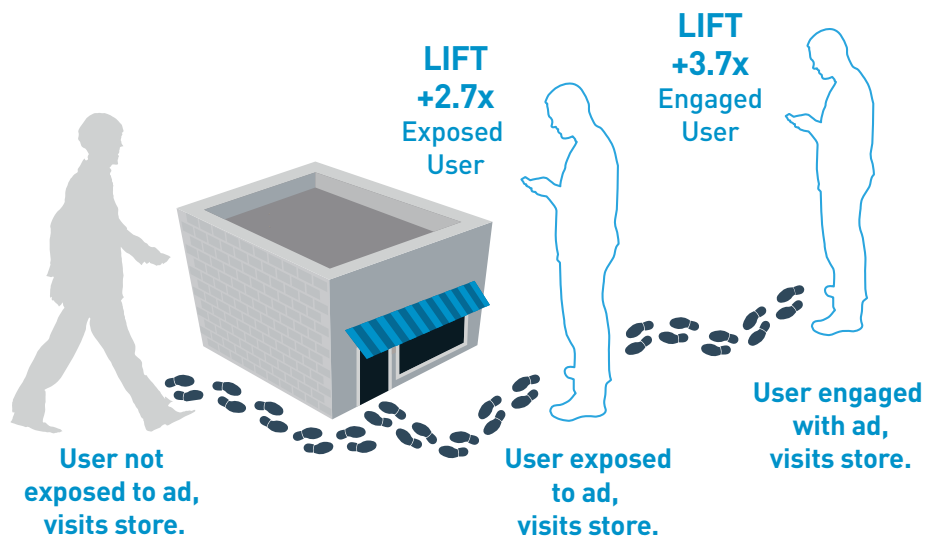 LIFT
+3.7x
Engaged
User
LIFT
+2.7x
Exposed
User
User engaged
with ad,
visits store.
User not
exposed to ad,
visits store.
User exposed
to ad,
visits store.